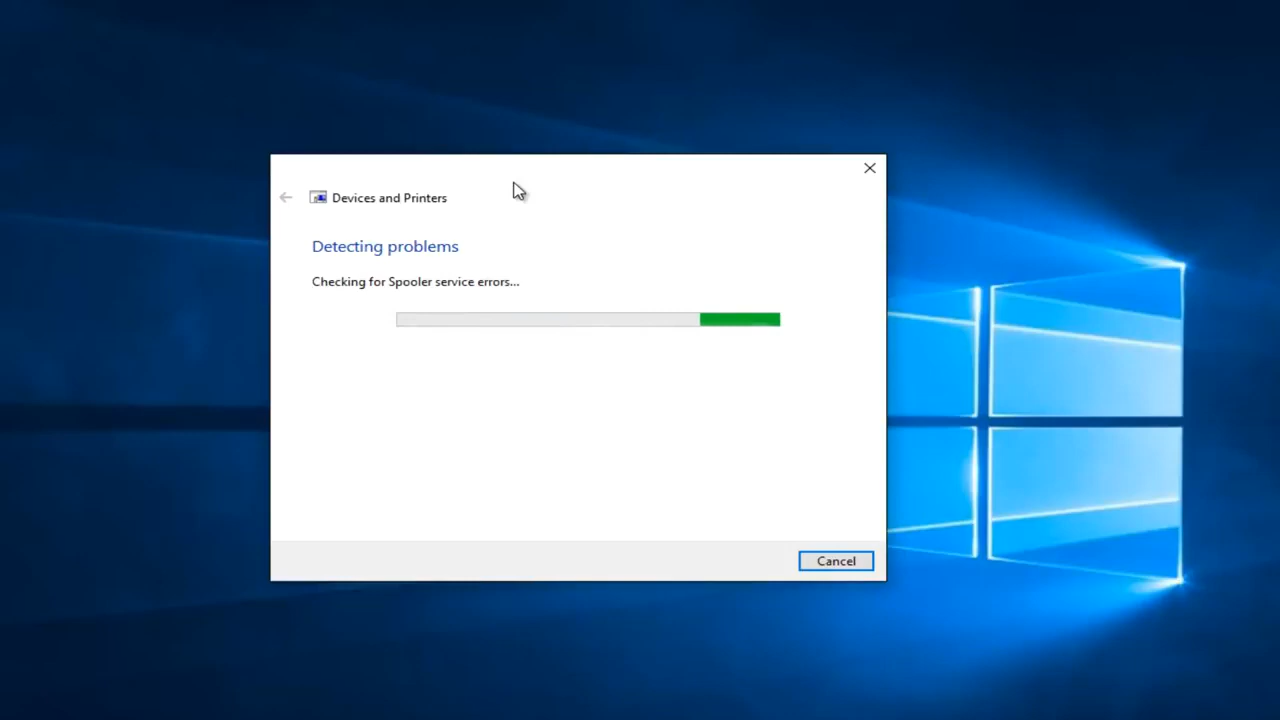 Devices and Printers
Detecting problems
Checking for Spooler service errors...
Cancel